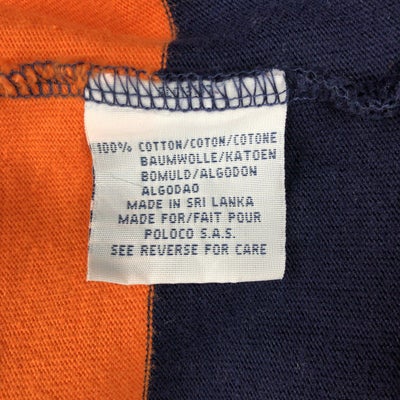 100% COTTON/COTON/COTONE
BAUMWOLLE/KATOEN
BOMULD/ALGODON
ALGODAO
MADE IN SRI LANKA
MADE FOR/FAIT POUR
POLOCO S.A.S.
SEE REVERSE FOR CARE